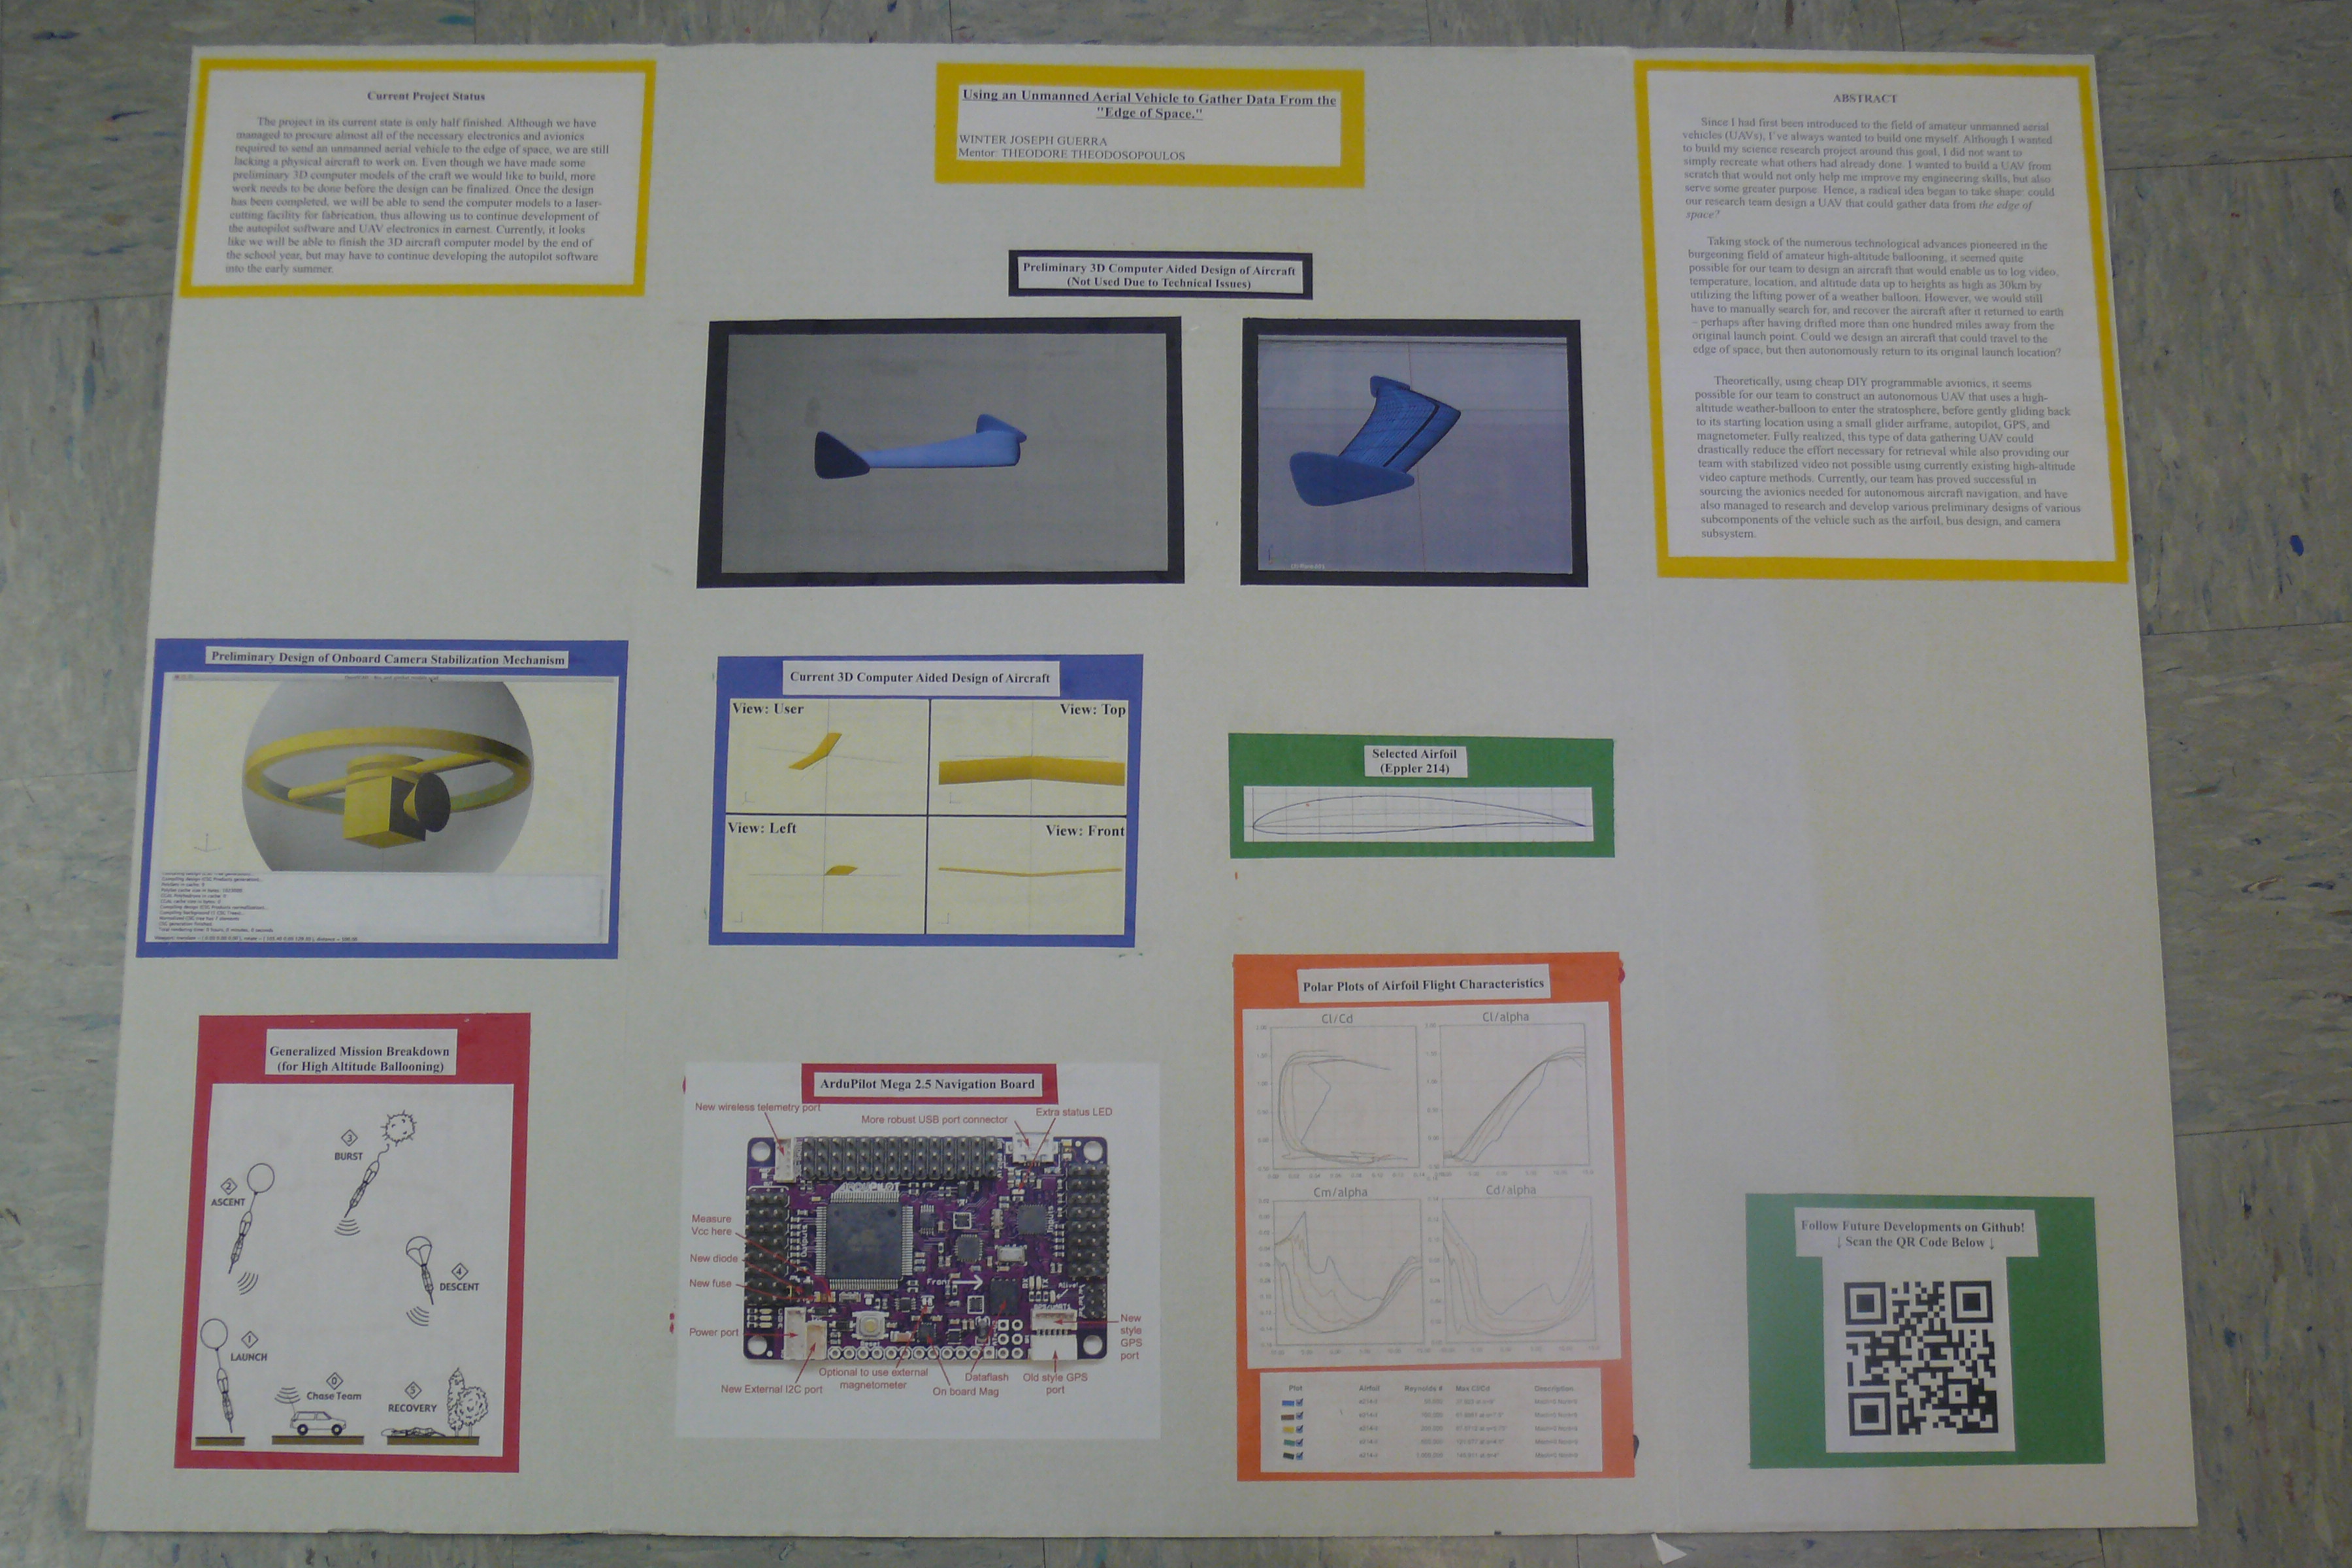 Current Project Status
The project in its current state is only half finished. Although we have
managed to procure almost all of the necessary electronics and avionics
required to send an unmanned aerial vehicle to the edge of space, we are still
lacking a physical aircraft to work on. Even though we have made some
preliminary 3D computer models of the craft we would like to build, more
work needs to be done before the design can be finalized. Once the design
has been completed, we will be able to send the computer models to a laser-
cutting facility for fabrication, thus allowing us to continue development of
the autopilot software and UAV electronics in earnest. Currently, it looks
like we will be able to finish the 3D aircraft computer model by the end of
the school year, but may have to continue developing the autopilot software
into the early summer.
Using an Unmanned Aerial Vehicle to Gather Data From the
"Edge of Space."
WINTER JOSEPH GUERRA
Mentor: THEODORE THEODOSOPOULOS
ABSTRACT
Since I had first been introduced to the field of amateur unmanned aerial
vehicles (UAVs), I've always wanted to build one myself. Although I wanted
to build my science research project around this goal, I did not want to
simply recreate what others had already done. I wanted to build a UAV from
scratch that would not only help me improve my engineering skills, but also
serve some greater purpose. Hence, a radical idea began to take shape: could
our research team design a UAV that could gather data from the edge of
space?
Taking stock of the numerous technological advances pioneered in the
burgeoning field of amateur high-altitude ballooning, it seemed quite
possible for our team to design an aircraft that would enable us to log video,
temperature, location, and altitude data up to heights as high as 30km by
utilizing the lifting power of a weather balloon. However, we would still
have to manually search for, and recover the aircraft after it returned to earth
– perhaps after having drifted more than one hundred miles away from the
original launch point. Could we design an aircraft that could travel to the
edge of space, but then autonomously return to its original launch location?
Theoretically, using cheap DIY programmable avionics, it seems
possible for our team to construct an autonomous UAV that uses a high-
altitude weather-balloon to enter the stratosphere, before gently gliding back
to its starting location using a small glider airframe, autopilot, GPS, and
magnetometer. Fully realized, this type of data gathering UAV could
drastically reduce the effort necessary for retrieval while also providing our
team with stabilized video not possible using currently existing high-altitude
video capture methods. Currently, our team has proved successful in
sourcing the avionics needed for autonomous aircraft navigation, and have
also managed to research and develop various preliminary designs of various
subcomponents of the vehicle such as the airfoil, bus design, and camera
subsystem.
Preliminary 3D Computer Aided Design of Aircraft
(Not Used Due to Technical Issues)
Preliminary Design of Onboard Camera Stabilization Mechanism
Current 3D Computer Aided Design of Aircraft
View: User
View: Top
View: Left
View: Front
Selected Airfoil
(Eppler 214)
Generalized Mission Breakdown
(for High Altitude Ballooning)
3
BURST
2
ASCENT
4
DESCENT
1
LAUNCH
0
Chase Team
5
RECOVERY
ArduPilot Mega 2.5 Navigation Board
New wireless telemetry port
More robust USB port connector
Extra status LED
Measure
Vcc here
New diode
New fuse
Power port
New External I2C port
Optional to use external
magnetometer
On board Mag
Dataflash
Old style GPS
port
New
style
GPS
port
Outputs
Inputs
Front
Polar Plots of Airfoil Flight Characteristics
Cl/Cd
Cl/alpha
Cm/alpha
Cd/alpha
Plot Airfoil Reynolds # Max Cl/Cd Description
Follow Future Developments on Github!
↓ Scan the QR Code Below ↓